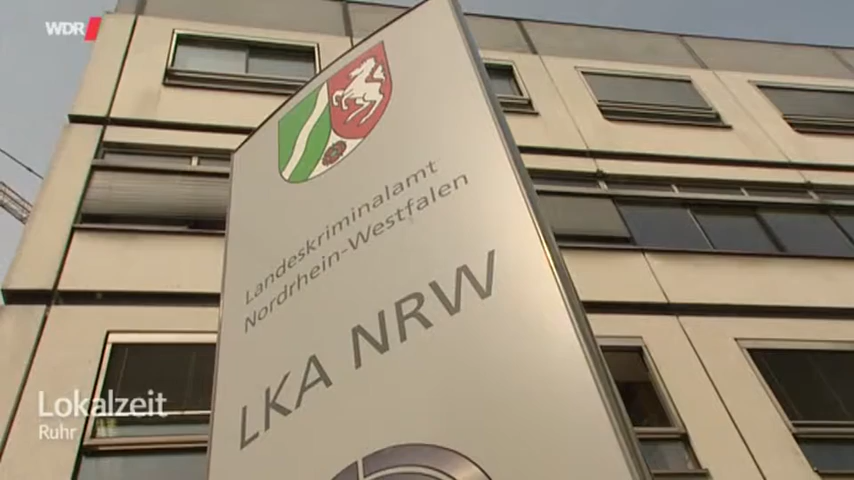 WDR
Landeskriminalamt
Nordrhein-Westfalen
LKA NRW
Lokalzeit
Ruhr